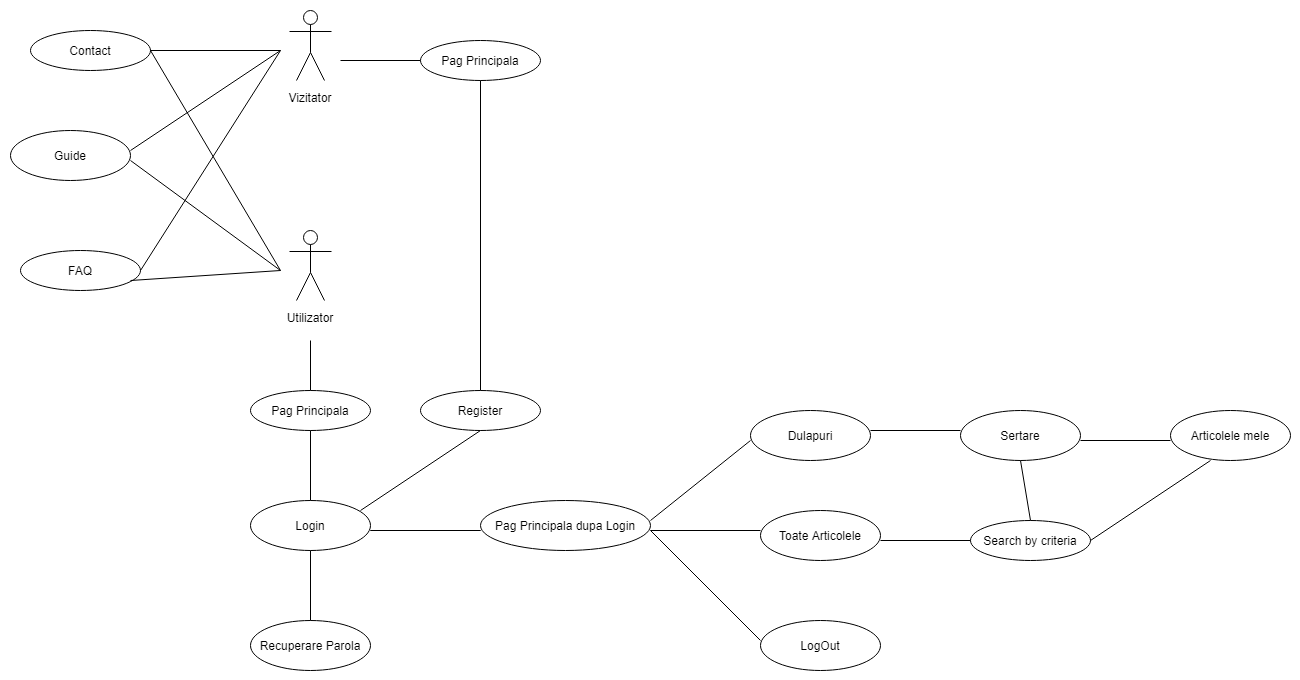 Contact
Vizitator
Pag Principala
Guide
FAQ
Utilizator
Pag Principala
Register
Dulapuri
Sertare
Articolele mele
Login
Pag Principala dupa Login
Toate Articolele
Search by criteria
Recuperare Parola
LogOut